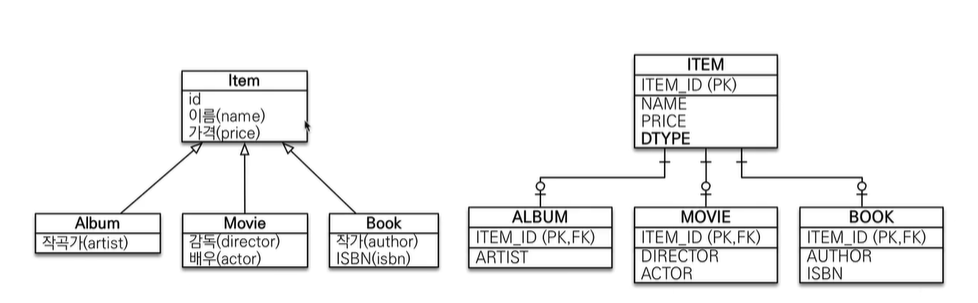 Item
id
이름(name)
가격(price)
Album
작곡가(artist)
Movie
감독(director)
배우(actor)
Book
작가(author)
ISBN(isbn)
ITEM
ITEM_ID (PK)
NAME
PRICE
DTYPE
ALBUM
ITEM_ID (PK,FK)
ARTIST
MOVIE
ITEM_ID (PK,FK)
DIRECTOR
ACTOR
BOOK
ITEM_ID (PK,FK)
AUTHOR
ISBN